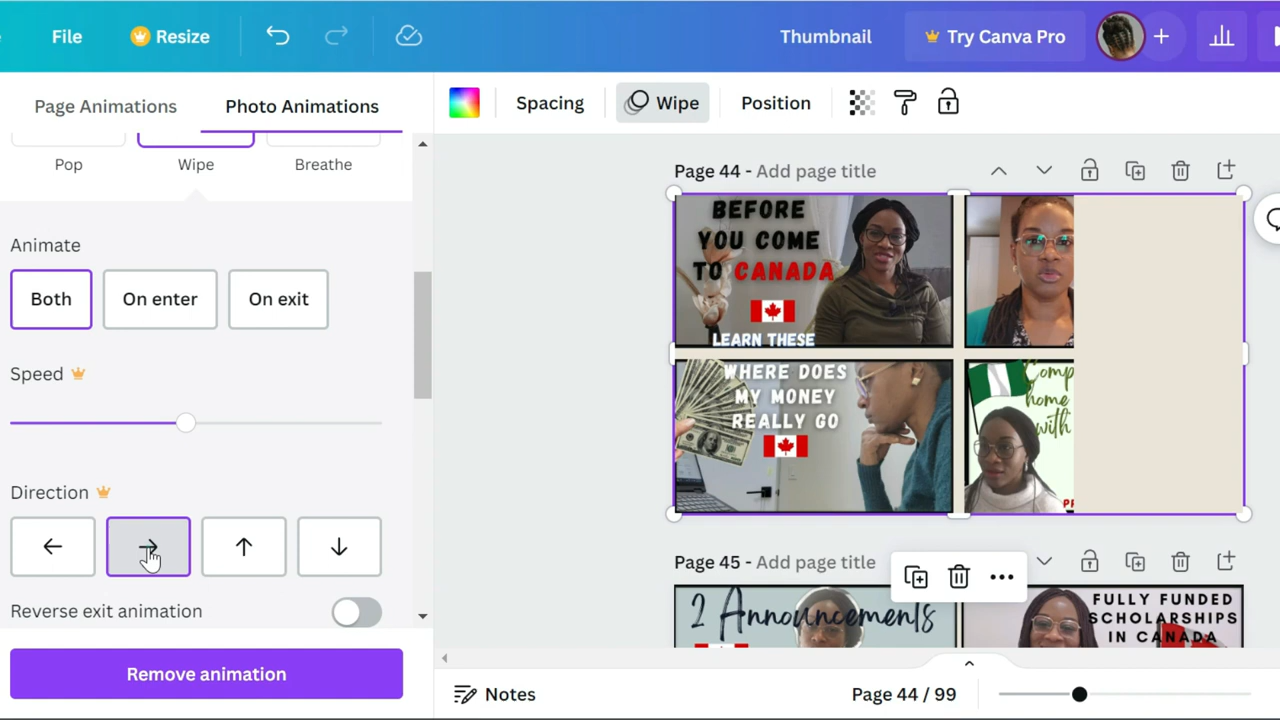 File
Resize
Thumbnail
Try Canva Pro
Page Animations
Photo Animations
Spacing
Wipe
Position
Pop
Wipe
Breathe
Animate
Both
On enter
On exit
Speed
Direction
Reverse exit animation
Remove animation
Page 44 - Add page title
BEFORE
YOU COME
TO CANADA
LEARN THESE
WHERE DOES
MY MONEY
REALLY GO
home
with
Page 45 - Add page title
2 Announcements
FULLY FUNDED
SCHOLARSHIPS
IN CANADA
Notes
Page 44 / 99